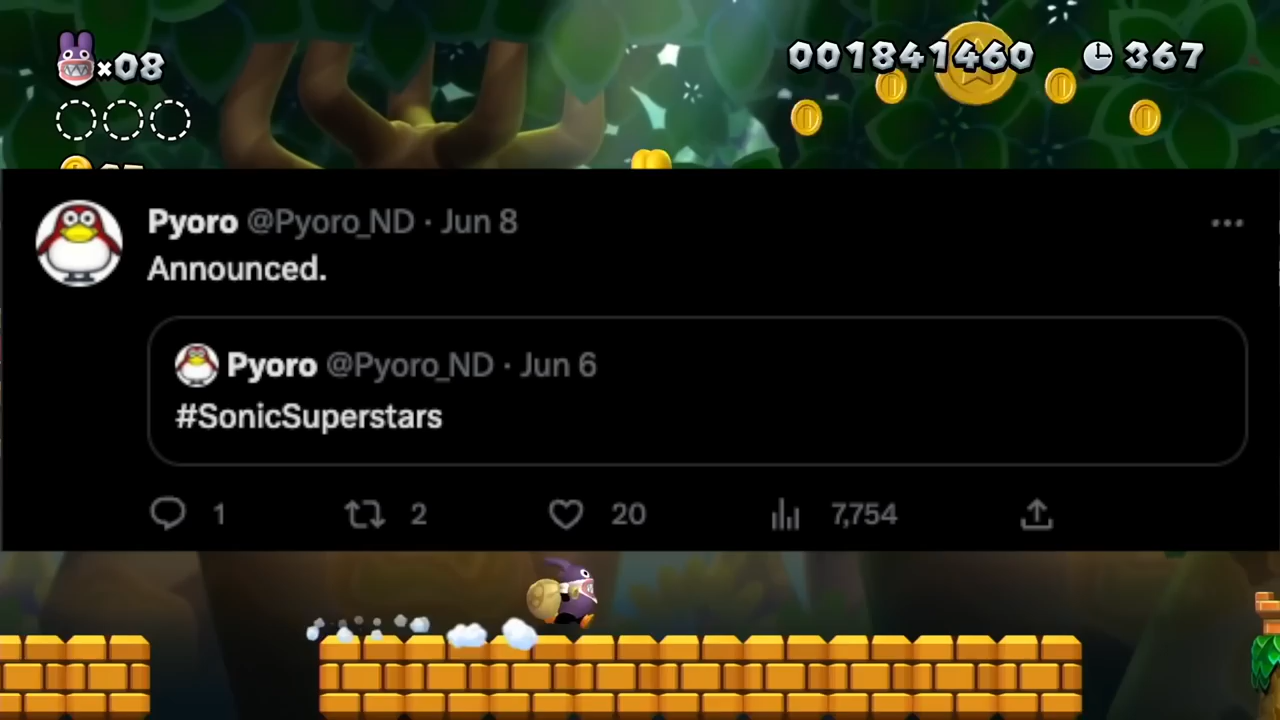 ×08
001841460 367
Pyoro @Pyoro_ND · Jun 8
Announced.
Pyoro @Pyoro_ND · Jun 6
#SonicSuperstars
1 2 20 7,754